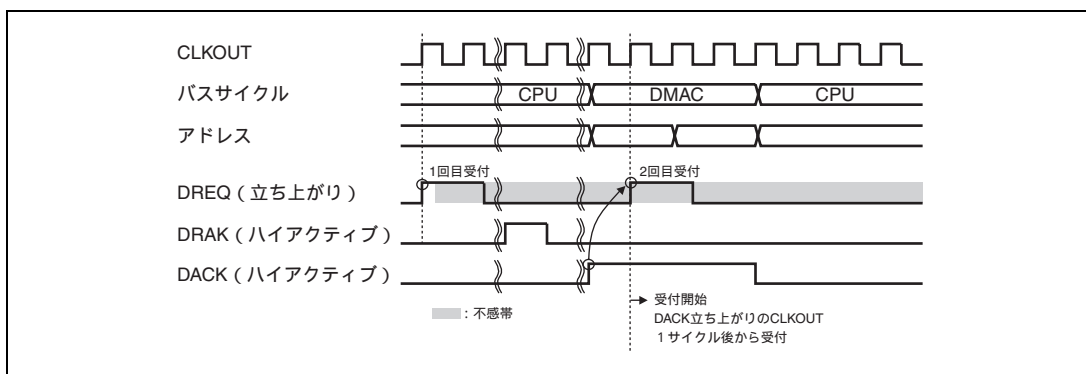 CLKOUT
バスサイクル CPU DMAC CPU
アドレス
1回目受付 2回目受付
DREQ（立ち上がり）
DRAK（ハイアクティブ）
DACK（ハイアクティブ）
：不感帯
受付開始
DACK立ち上がりのCLKOUT
1サイクル後から受付